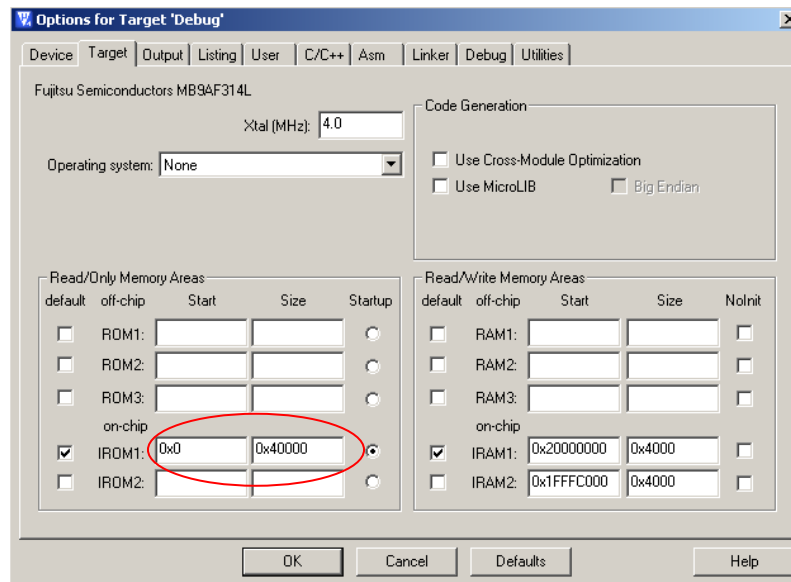 Options for Target 'Debug'
Device Target Output Listing User C/C++ Asm Linker Debug Utilities
Fujitsu Semiconductors MB9AF314L
Xtal (MHz): 4.0
Operating system: None
Code Generation
Use Cross-Module Optimization
Use MicroLIB Big Endian
Read/Only Memory Areas
default off-chip Start Size Startup
ROM1:
ROM2:
ROM3:
on-chip
IROM1: 0x0 0x40000
IROM2:
Read/Write Memory Areas
default off-chip Start Size NoInit
RAM1:
RAM2:
RAM3:
on-chip
IRAM1: 0x20000000 0x4000
IRAM2: 0x1FFFC000 0x4000
OK Cancel Defaults Help